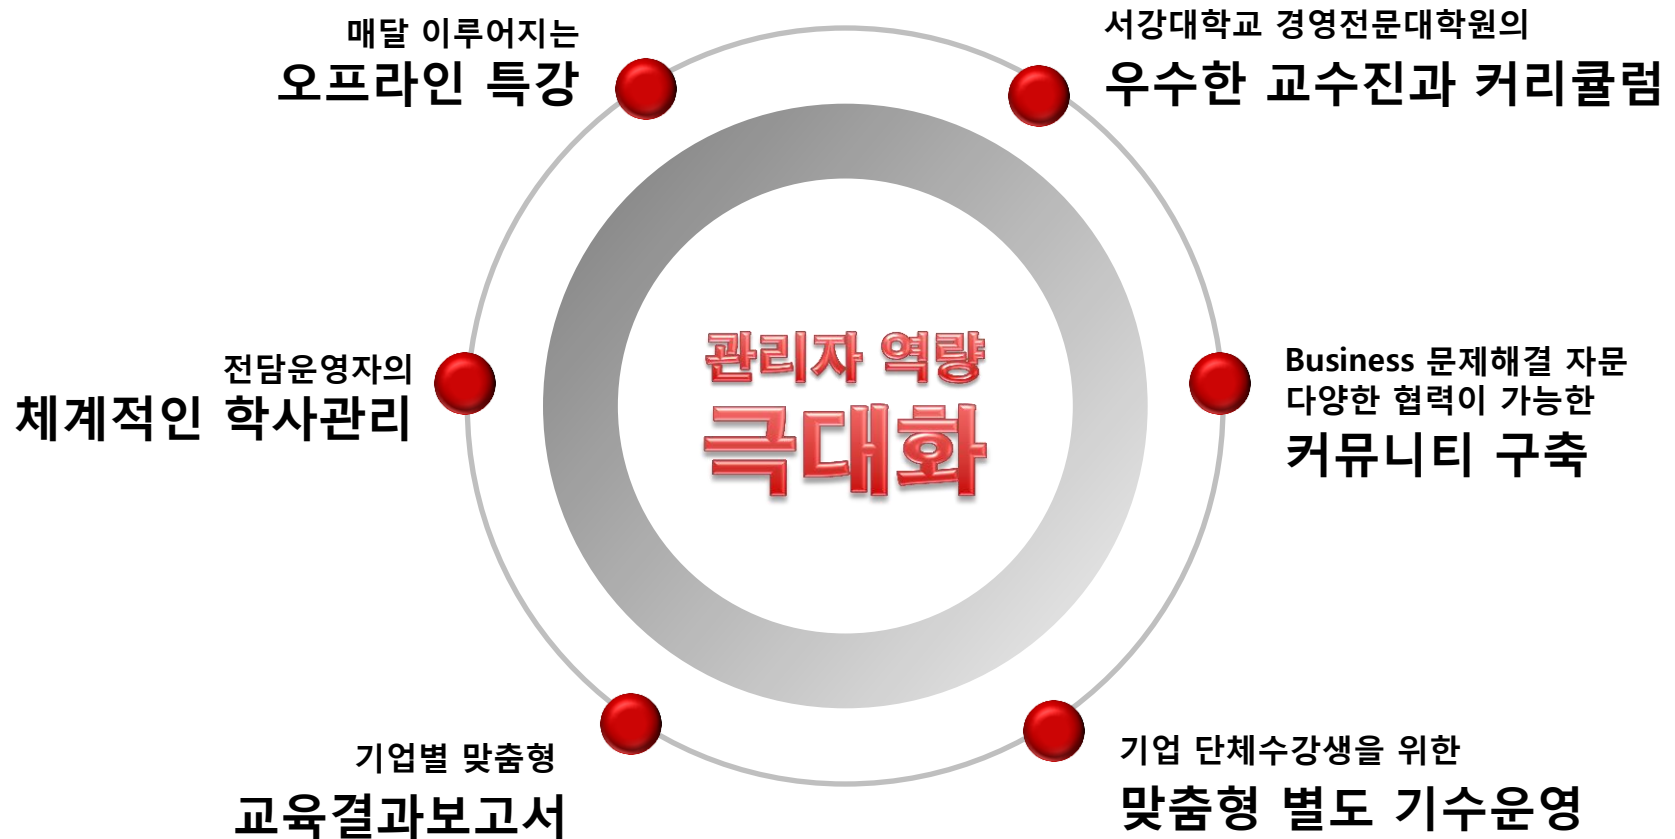 매달 이루어지는
오프라인 특강
서강대학교 경영전문대학원의
우수한 교수진과 커리큘럼
관리자 역량
극대화
전담운영자의
체계적인 학사관리
Business 문제해결 자문
다양한 협력이 가능한
커뮤니티 구축
기업별 맞춤형
교육결과보고서
기업 단체수강생을 위한
맞춤형 별도 기수운영